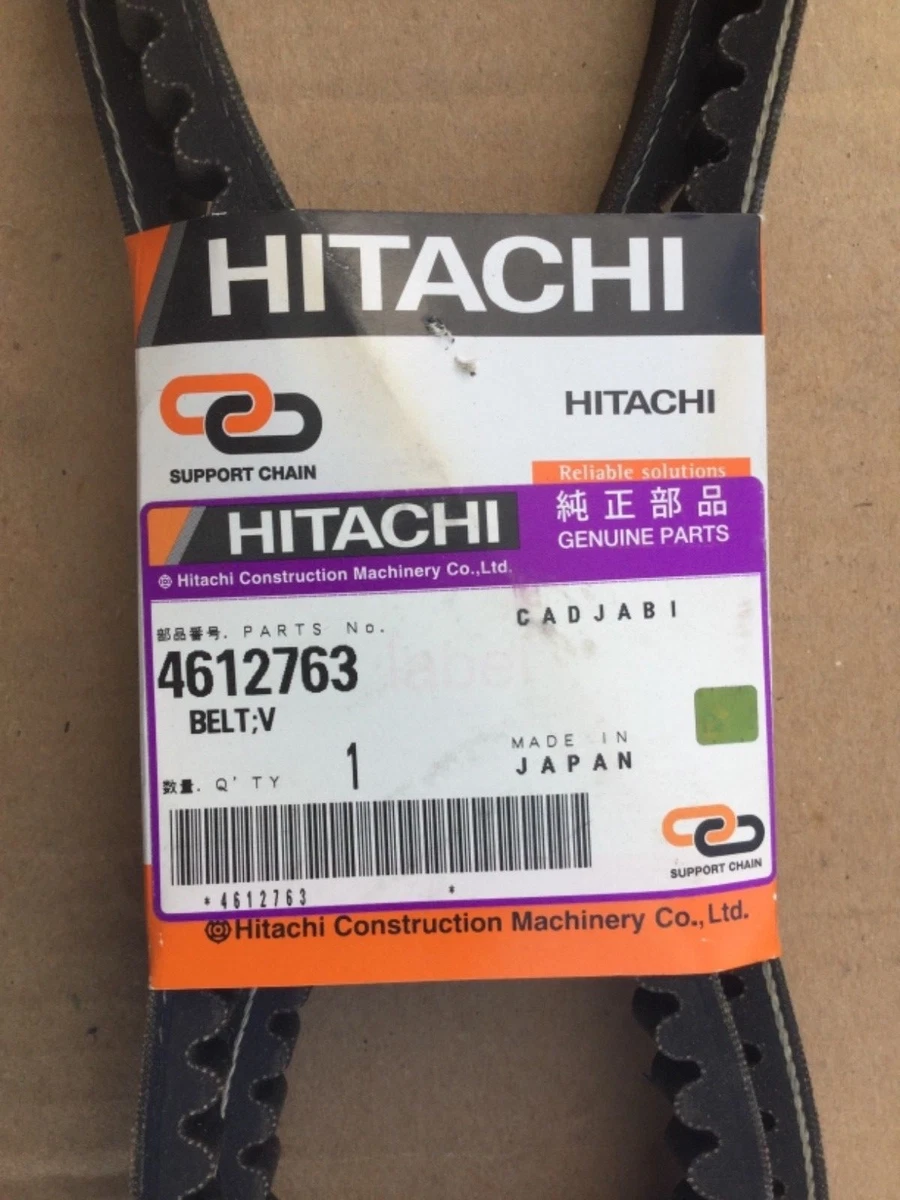 HITACHI
HITACHI
SUPPORT CHAIN
Reliable solutions
HITACHI
純正部品
GENUINE PARTS
Hitachi Construction Machinery Co.,Ltd.
CADJABI
部品番号. PARTS No.
4612763
label
BELT;V
MADE IN
JAPAN
数量. Q'TY 1
SUPPORT CHAIN
*4612763 *
Hitachi Construction Machinery Co., Ltd.